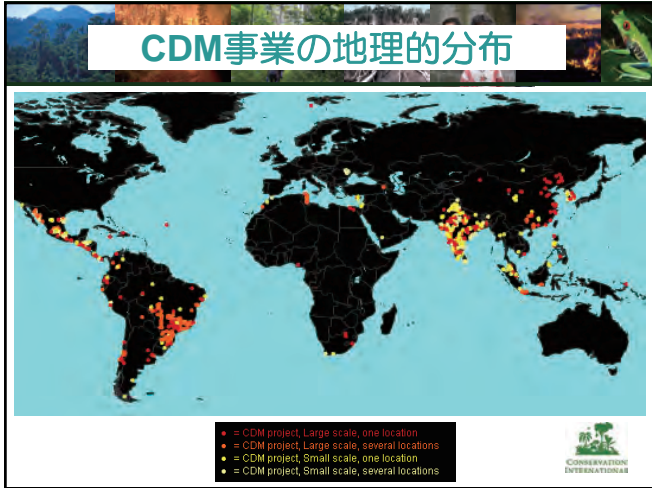 CDM事業の地理的分布
• = CDM project, Large scale, one location
• = CDM project, Large scale, several locations
• = CDM project, Small scale, one location
• = CDM project, Small scale, several locations
CONSERVATION
INTERNATIONAL